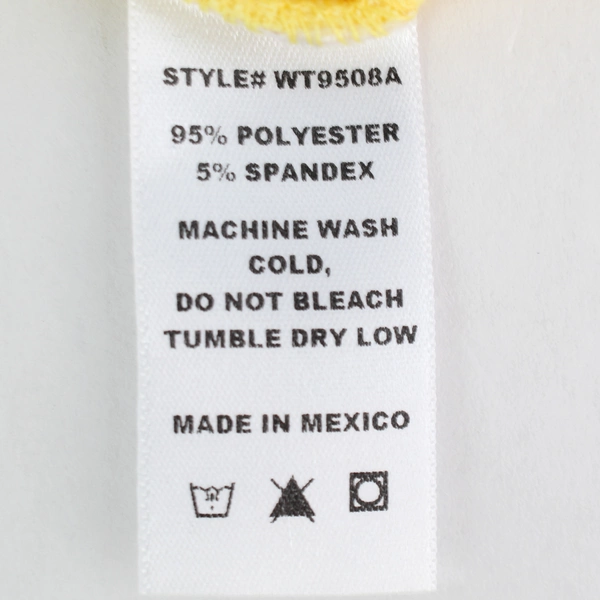 STYLE# WT9508A
95% POLYESTER
5% SPANDEX
MACHINE WASH
COLD,
DO NOT BLEACH
TUMBLE DRY LOW
MADE IN MEXICO